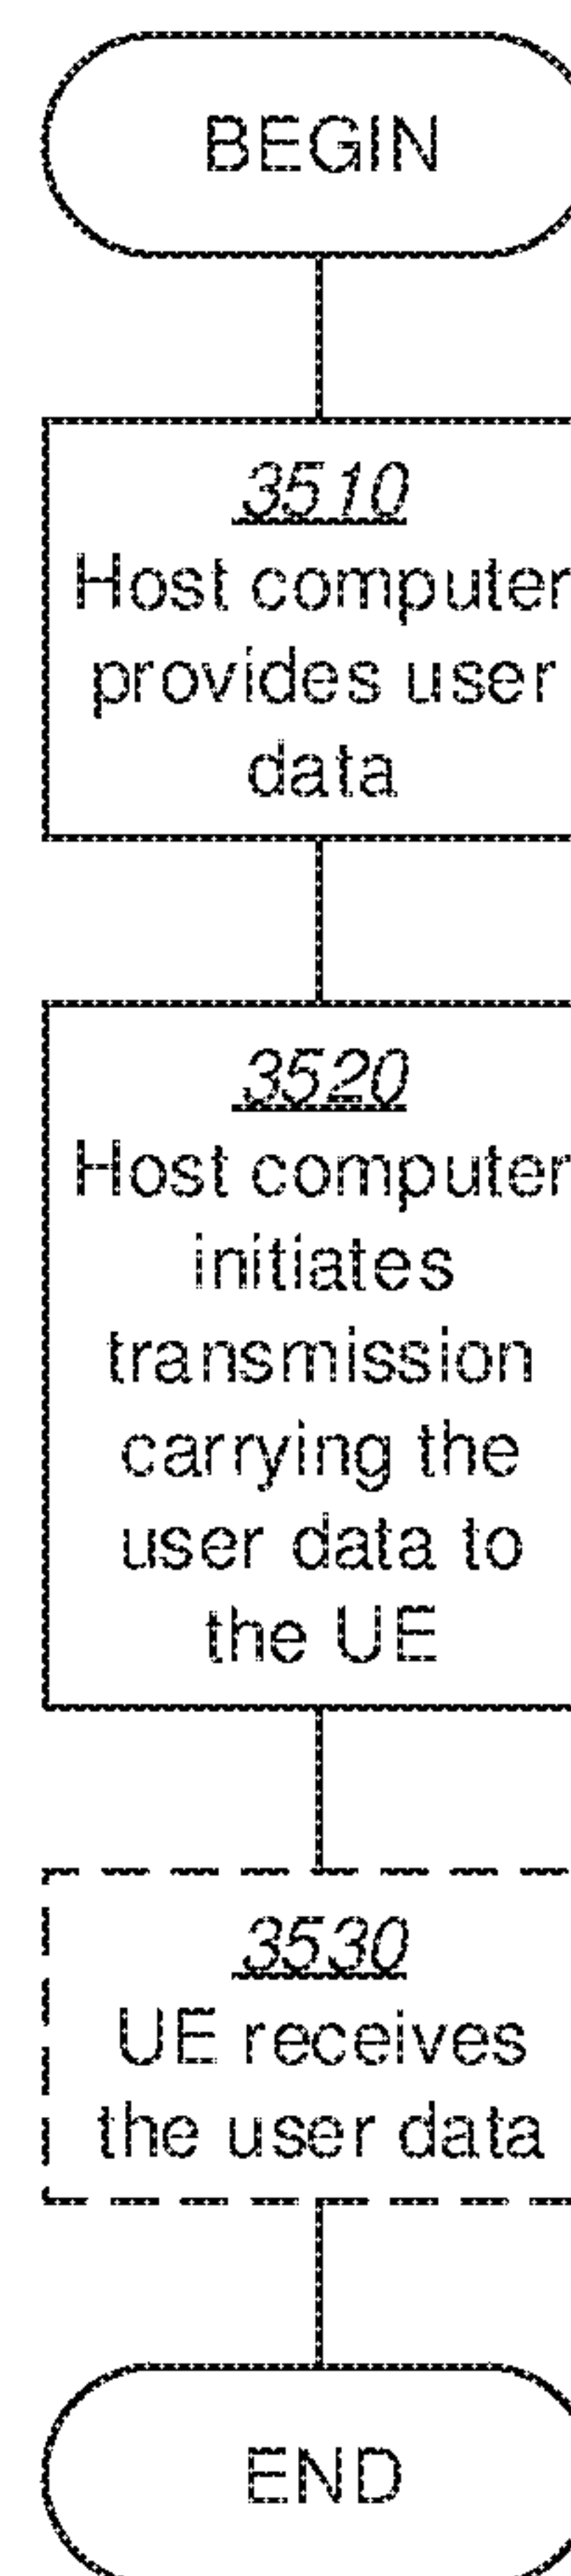 BEGIN
3510
Host computer
provides user
data
3520
Host computer
initiates
transmission
carrying the
user data to
the UE
3530
UE receives
the user data
END